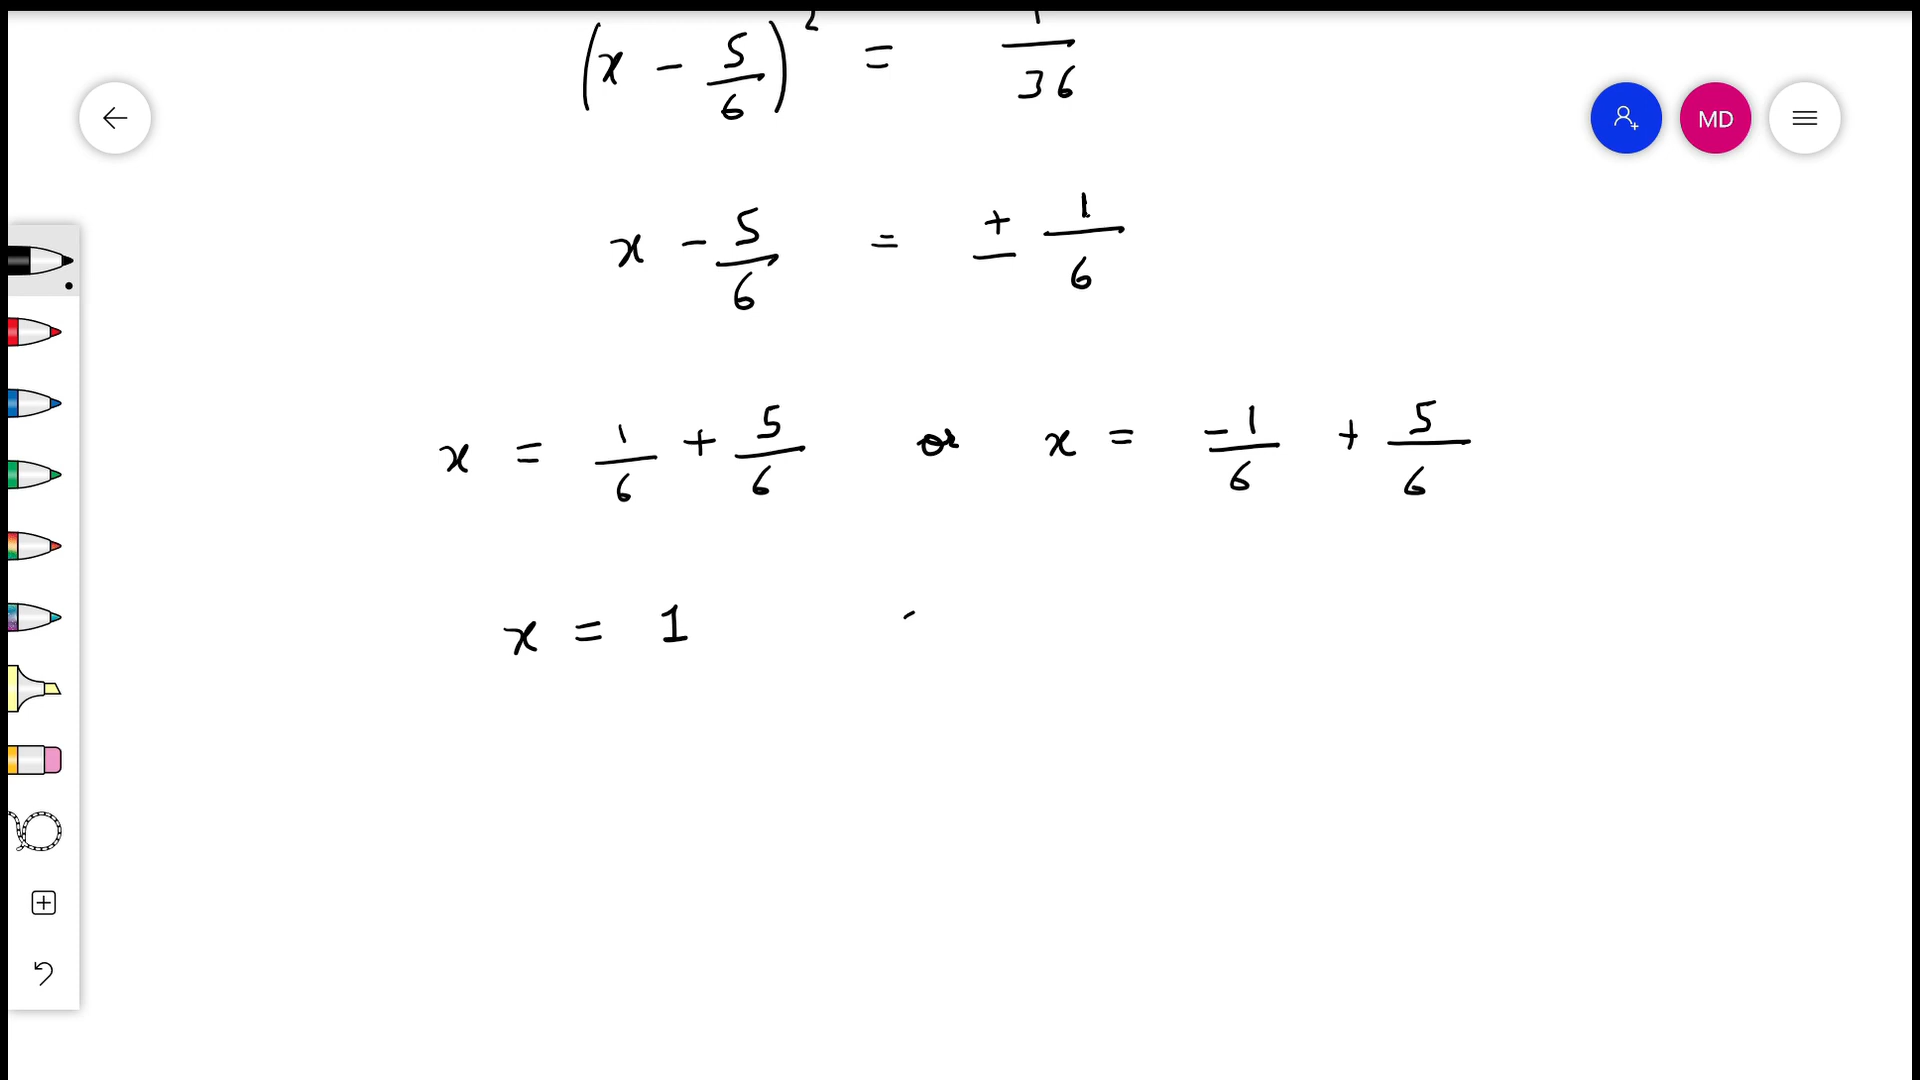 (x - 5/6)² = 1/36
MD
x - 5/6 = ± 1/6
x = 1/6 + 5/6 or x = -1/6 + 5/6
x = 1